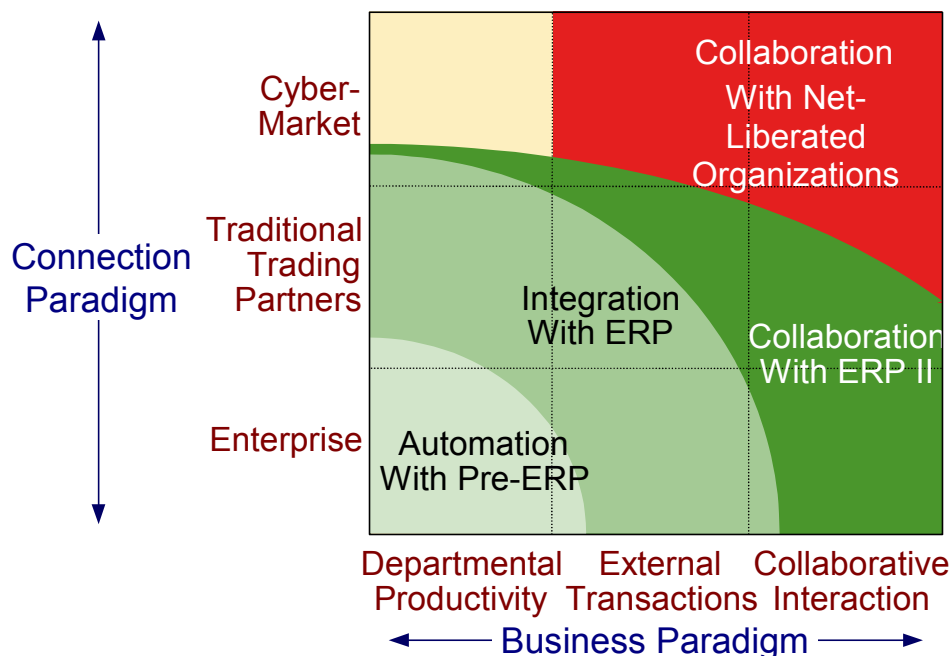 Collaboration
With Net-
Liberated
Organizations
Cyber-
Market
Traditional
Trading
Partners
Connection
Paradigm
Integration
With ERP
Collaboration
With ERP II
Enterprise
Automation
With Pre-ERP
Departmental
Productivity
External
Transactions
Collaborative
Interaction
Business Paradigm